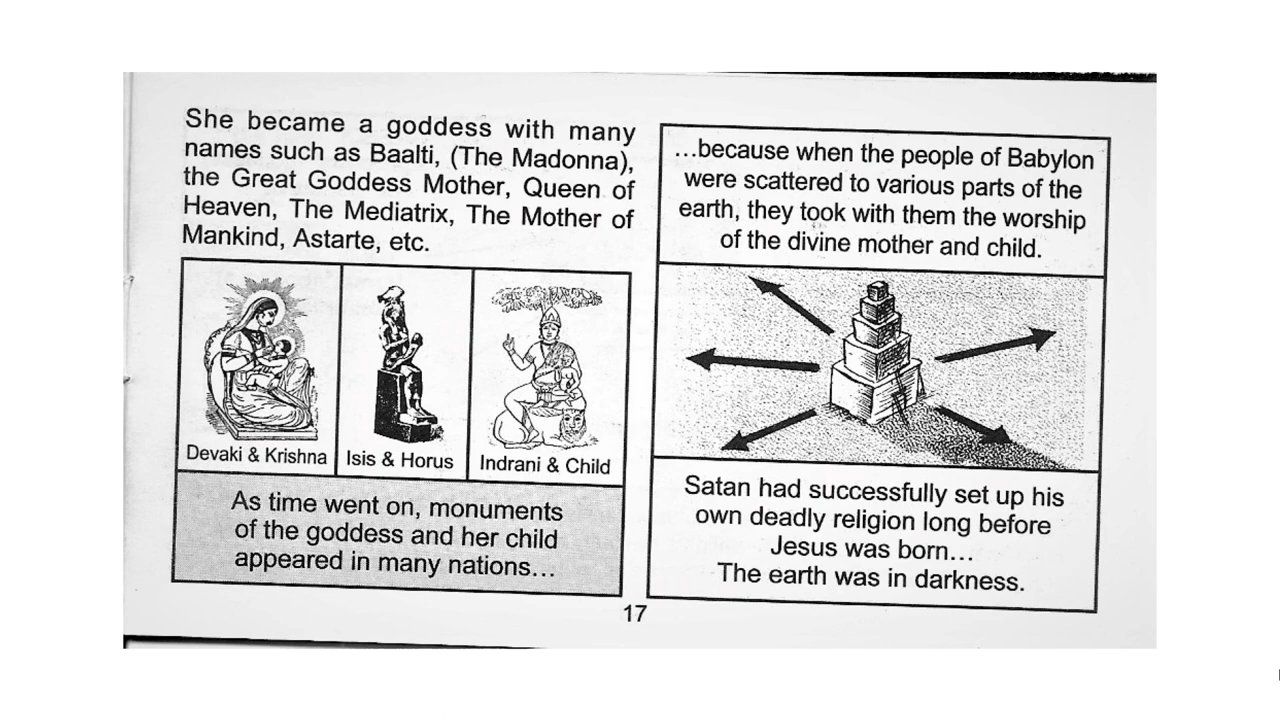 She became a goddess with many
names such as Baalti, (The Madonna),
the Great Goddess Mother, Queen of
Heaven, The Mediatrix, The Mother of
Mankind, Astarte, etc.
Devaki & Krishna
Isis & Horus
Indrani & Child
As time went on, monuments
of the goddess and her child
appeared in many nations...
...because when the people of Babylon
were scattered to various parts of the
earth, they took with them the worship
of the divine mother and child.
Satan had successfully set up his
own deadly religion long before
Jesus was born...
The earth was in darkness.
17